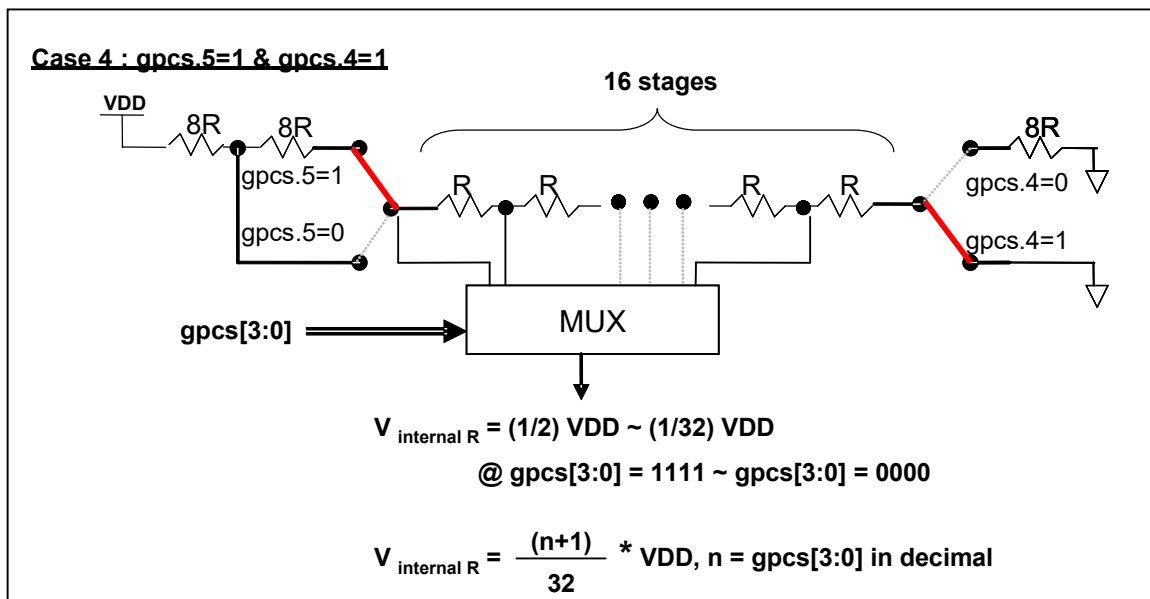 Case 4 : gpcs.5=1 & gpcs.4=1
16 stages
VDD
8R
8R
8R
gpcs.5=1
R
R
R
R
gpcs.4=0
gpcs.5=0
gpcs.4=1
MUX
gpcs[3:0]
V internal R = (1/2) VDD ~ (1/32) VDD
@ gpcs[3:0] = 1111 ~ gpcs[3:0] = 0000
V internal R = (n+1) / 32 * VDD, n = gpcs[3:0] in decimal